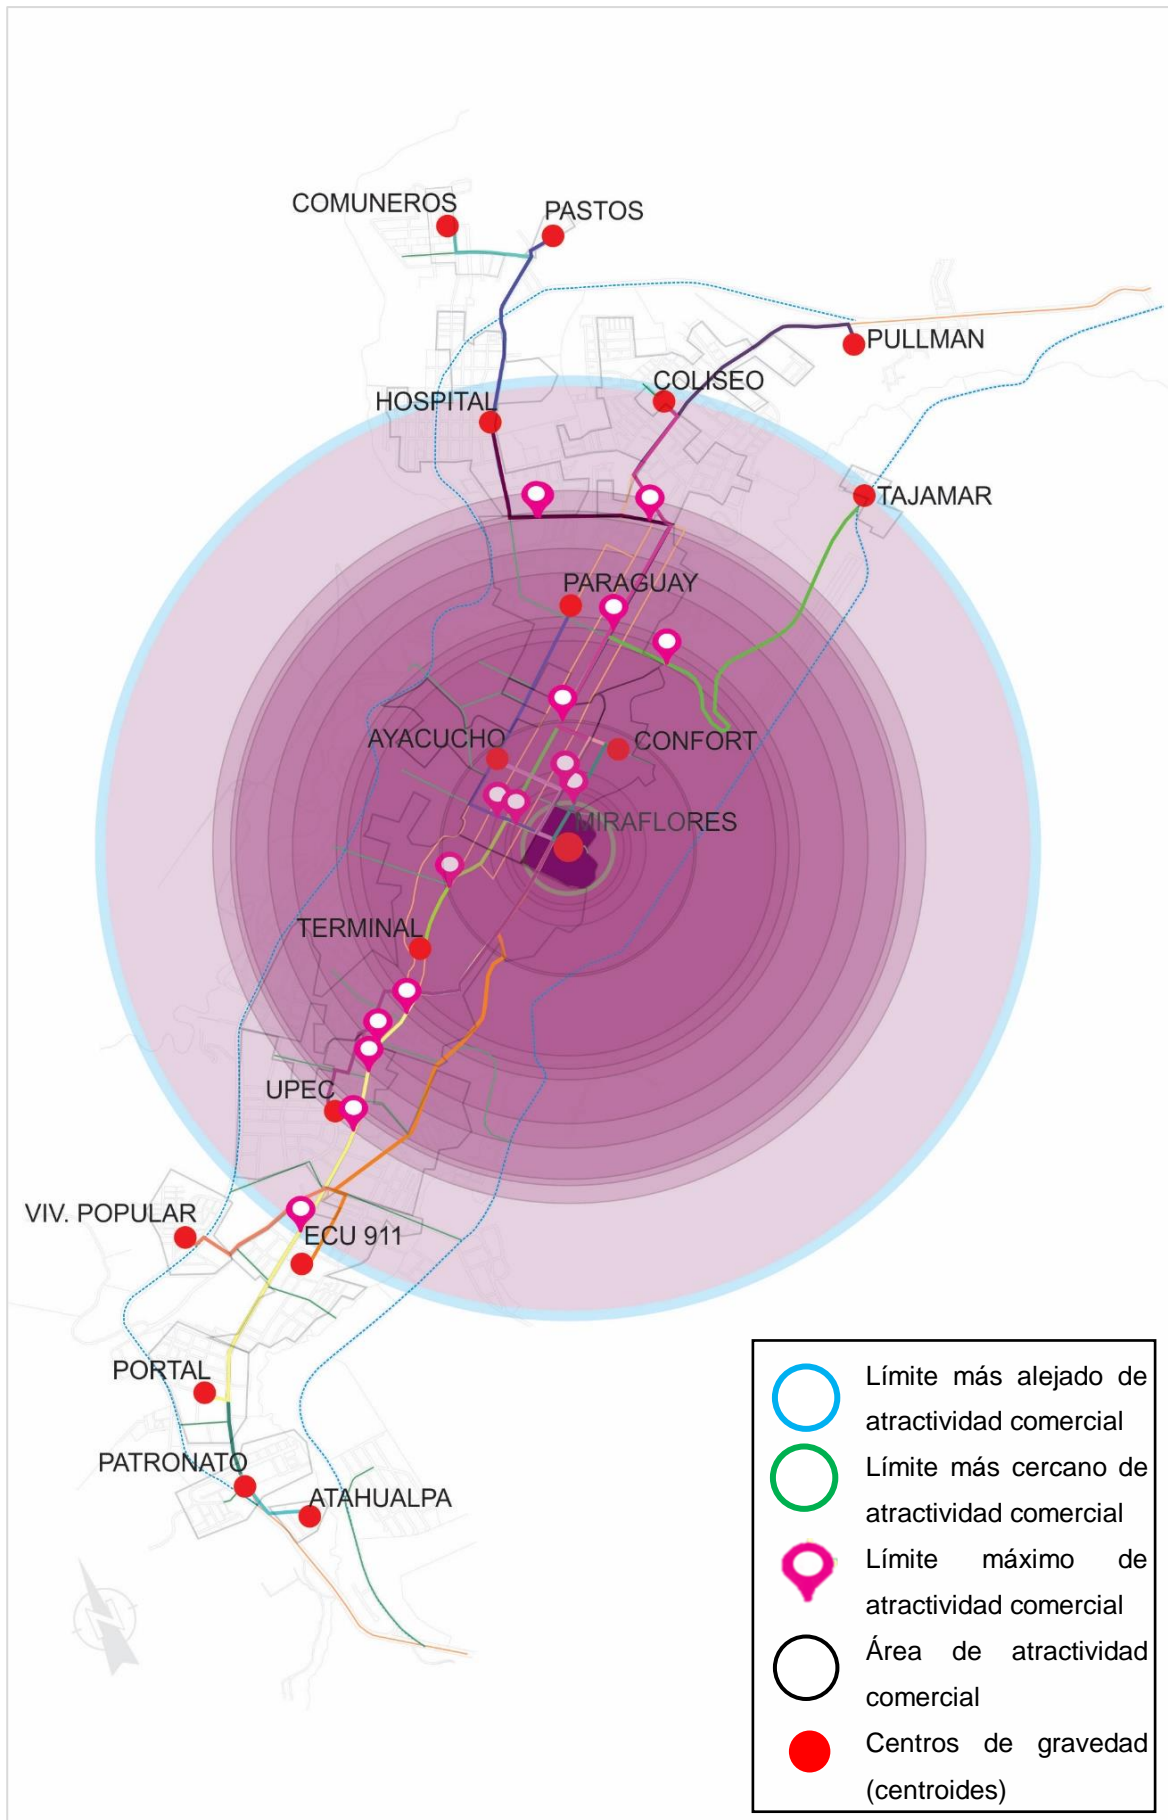 COMUNEROS
PASTOS
PULLMAN
COLISEO
HOSPITAL
TAJAMAR
PARAGUAY
AYACUCHO
CONFORT
MIRAFLORES
TERMINAL
UPEC
VIV. POPULAR
ECU 911
PORTAL
PATRONATO
ATAHUALPA
Límite más alejado de
atractividad comercial
Límite más cercano de
atractividad comercial
Límite máximo de
atractividad comercial
Área de atractividad
comercial
Centros de gravedad
(centroides)